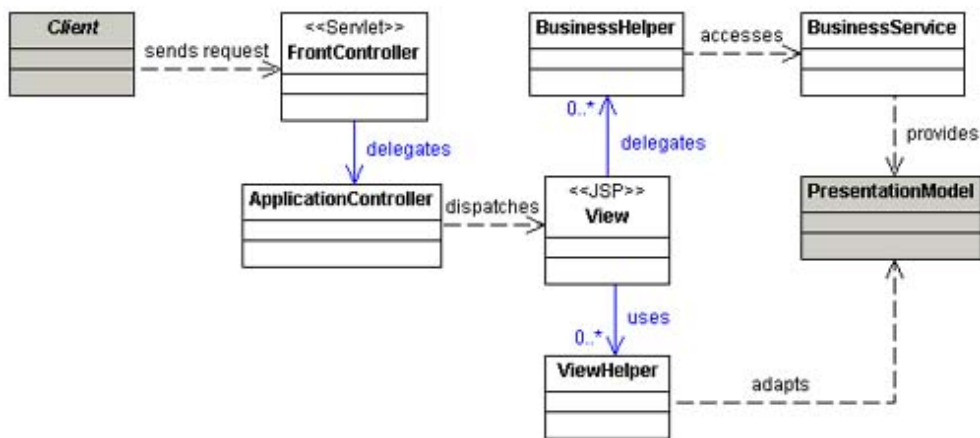 Client
sends request
<<Servlet>>
FrontController
BusinessHelper
accesses
BusinessService
0..*
delegates
delegates
provides
ApplicationController
dispatches
<<JSP>>
View
PresentationModel
uses
0..*
ViewHelper
adapts